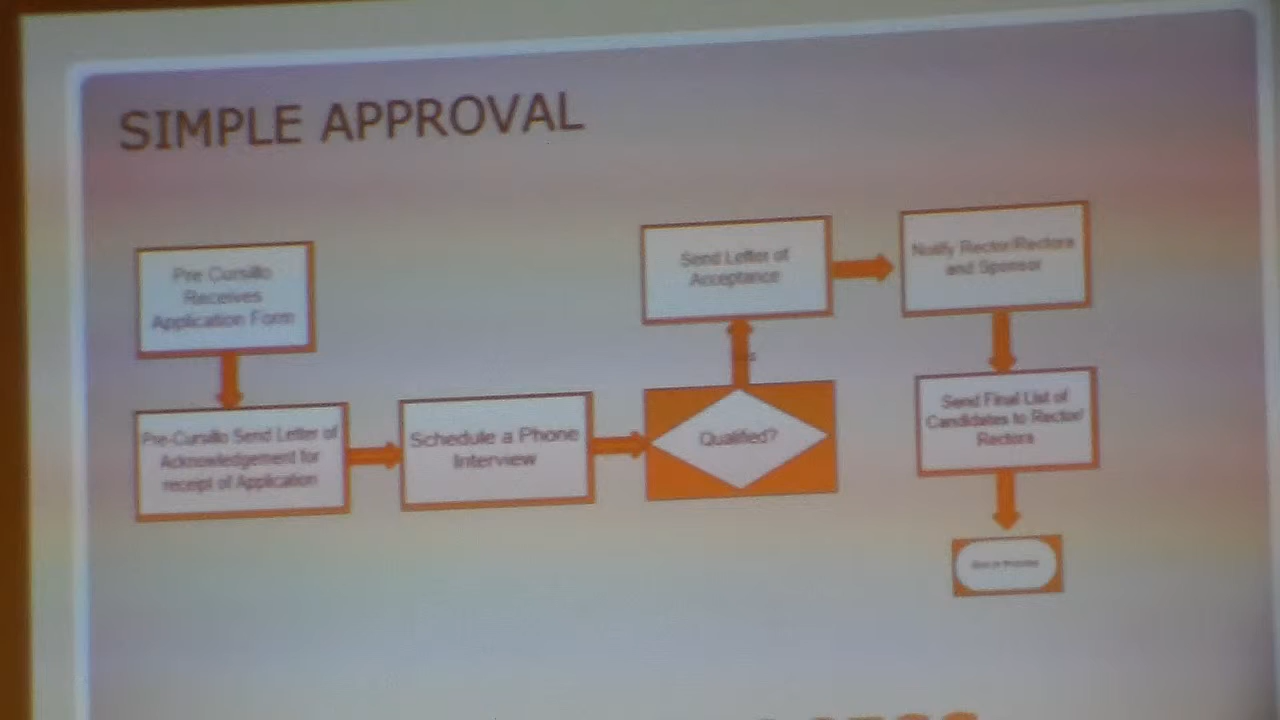 SIMPLE APPROVAL
Pre Cursillo
Receives
Application Form
Pre-Cursillo Send Letter of
Acknowledgement for
receipt of Application
Schedule a Phone
Interview
Qualified?
Send Letter of
Acceptance
Notify Rector/Rectora
and Sponsor
Send Final List of
Candidates to Rector/
Rectora